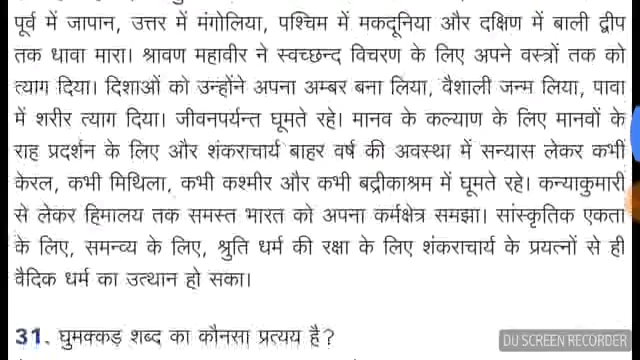 पूर्व में जापान, उत्तर में मंगोलिया, पश्चिम में मकदूनिया और दक्षिण में बाली द्वीप
तक धावा मारा। श्रावण महावीर ने स्वच्छन्द विचरण के लिए अपने वस्त्रों तक को
त्याग दिया। दिशाओं को उन्होंने अपना अम्बर बना लिया, वैशाली जन्म लिया, पावा
में शरीर त्याग दिया। जीवनपर्यन्त घूमते रहे। मानव के कल्याण के लिए मानवों के
राह प्रदर्शन के लिए और शंकराचार्य बाहर वर्ष की अवस्था में सन्यास लेकर कभी
केरल, कभी मिथिला, कभी कश्मीर और कभी बद्रीकाश्रम में घूमते रहे। कन्याकुमारी
से लेकर हिमालय तक समस्त भारत को अपना कर्मक्षेत्र समझा। सांस्कृतिक एकता
के लिए, समन्व्य के लिए, श्रुति धर्म की रक्षा के लिए शंकराचार्य के प्रयत्नों से ही
वैदिक धर्म का उत्थान हो सका।
31. घुमक्कड़ शब्द का कौनसा प्रत्यय है?
DU SCREEN RECORDER